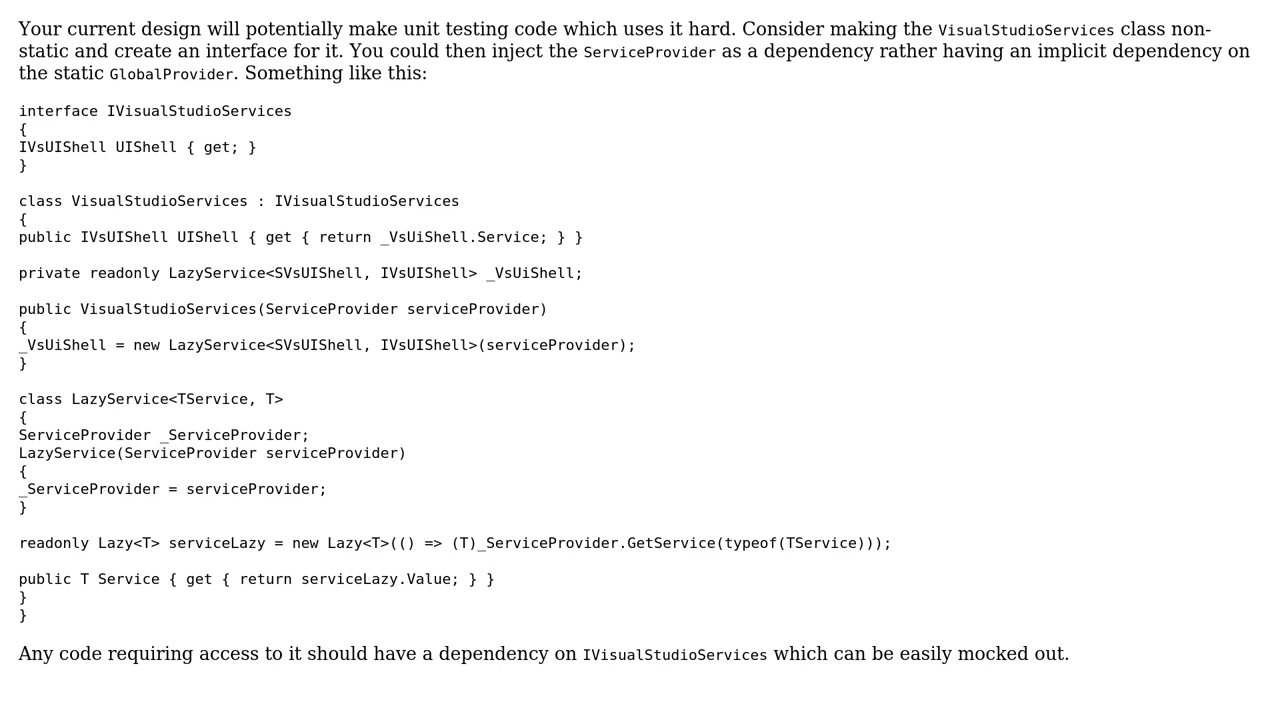 Your current design will potentially make unit testing code which uses it hard. Consider making the VisualStudioServices class non-
static and create an interface for it. You could then inject the ServiceProvider as a dependency rather having an implicit dependency on
the static GlobalProvider. Something like this:
interface IVisualStudioServices
{
IVsUIShell UIShell { get; }
}
class VisualStudioServices : IVisualStudioServices
{
public IVsUIShell UIShell { get { return _VsUiShell.Service; } }
private readonly LazyService<SVsUIShell, IVsUIShell> _VsUiShell;
public VisualStudioServices(ServiceProvider serviceProvider)
{
_VsUiShell = new LazyService<SVsUIShell, IVsUIShell>(serviceProvider);
}
class LazyService<TService, T>
{
ServiceProvider _ServiceProvider;
LazyService(ServiceProvider serviceProvider)
{
_ServiceProvider = serviceProvider;
}
readonly Lazy<T> serviceLazy = new Lazy<T>(() => (T)_ServiceProvider.GetService(typeof(TService)));
public T Service { get { return serviceLazy.Value; } }
}
}
Any code requiring access to it should have a dependency on IVisualStudioServices which can be easily mocked out.